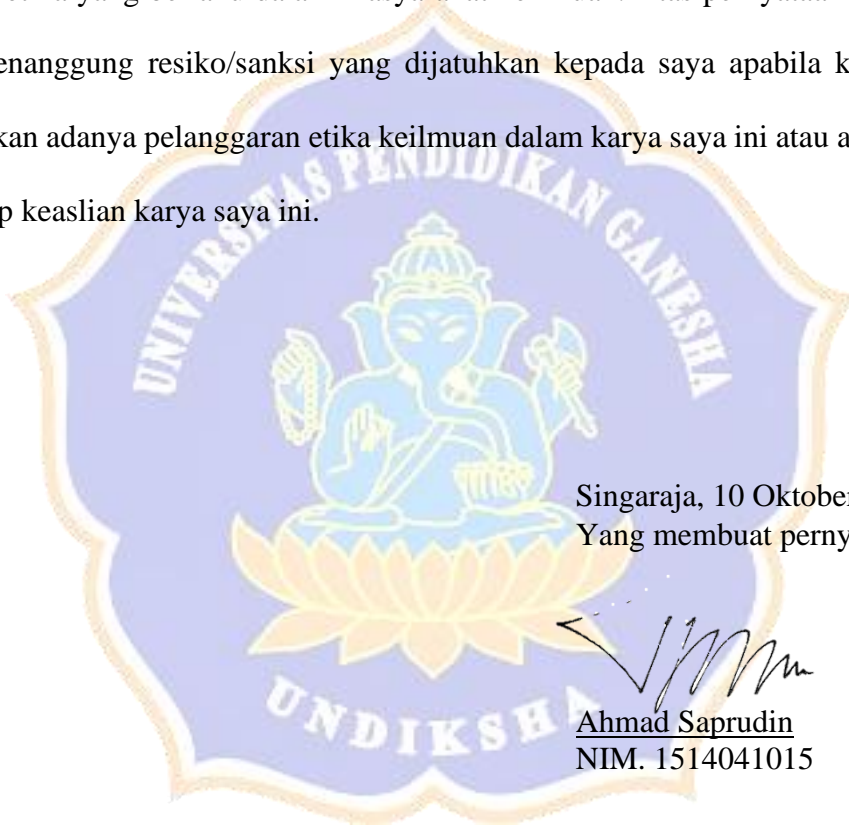 enanggung resiko/sanksi yang dijatuhkan kepada saya apabila k
kan adanya pelanggaran etika keilmuan dalam karya saya ini atau a
p keaslian karya saya ini.
UNIVERSITAS PENDIDIKAN GANESHA
Singaraja, 10 Oktober
Yang membuat perny
UNDIKSHA
Ahmad Saprudin
NIM. 1514041015